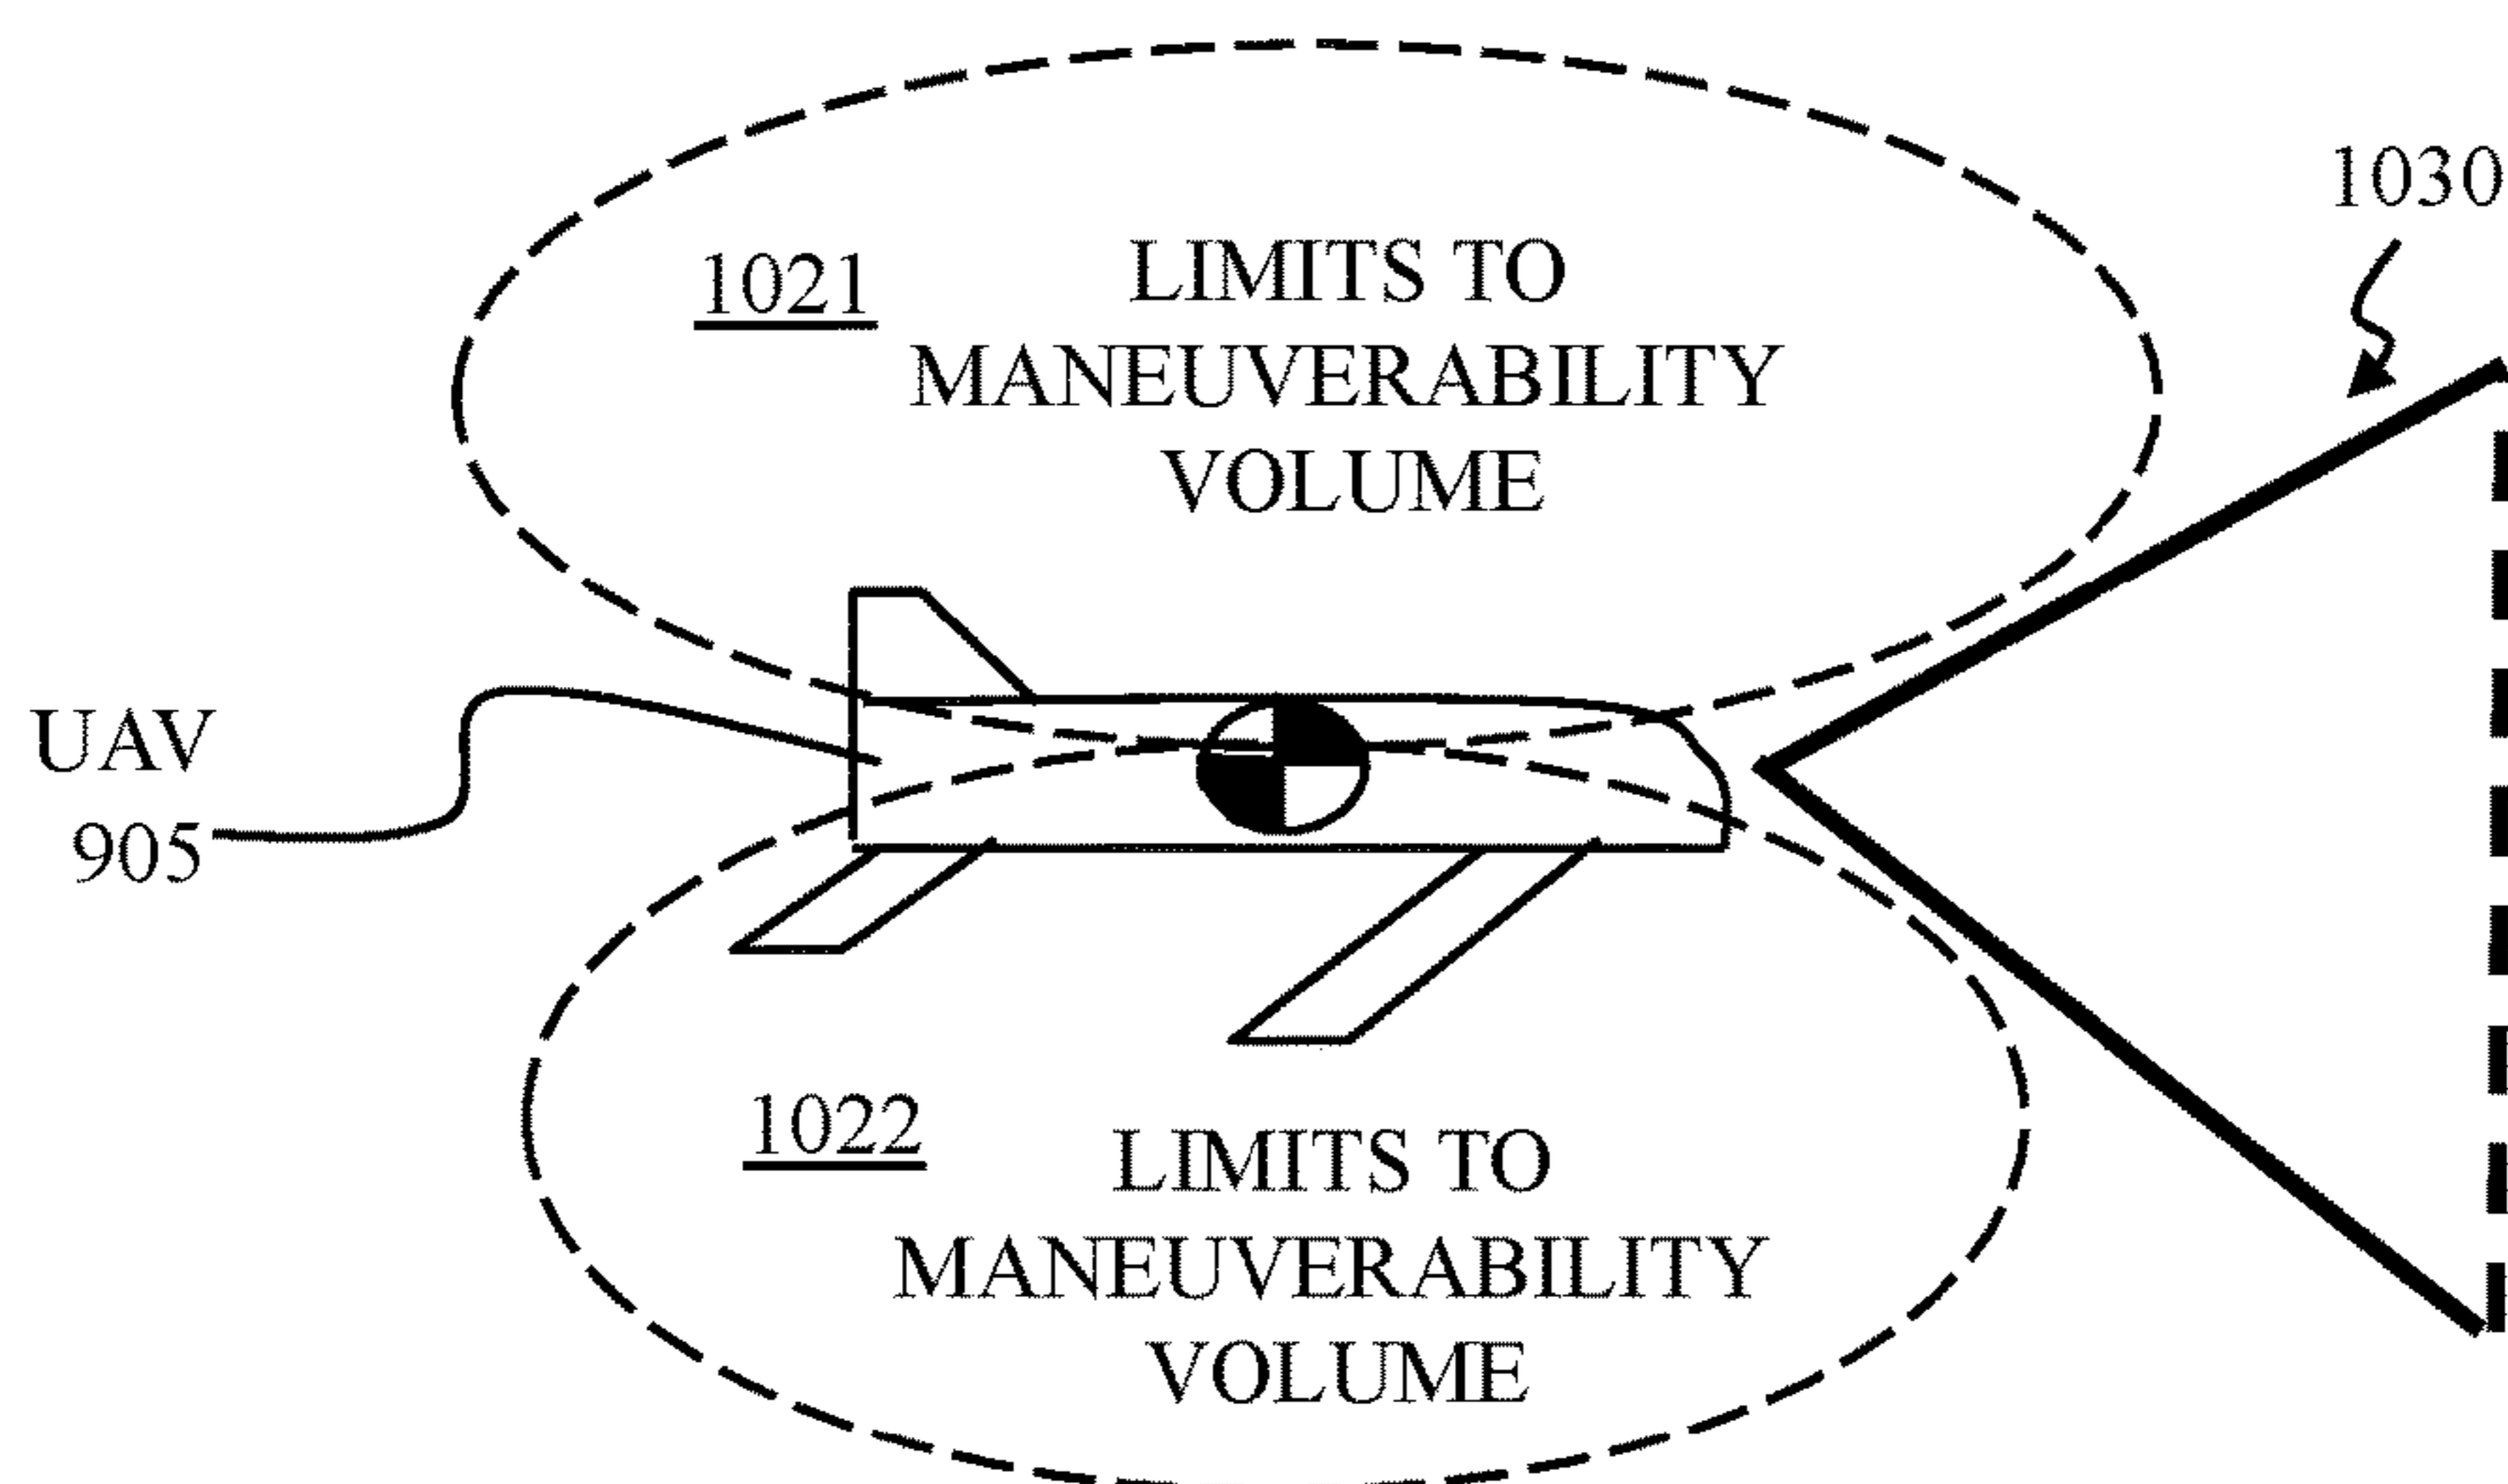 1030
1021
LIMITS TO
MANEUVERABILITY
VOLUME
UAV
905
1022
LIMITS TO
MANEUVERABILITY
VOLUME